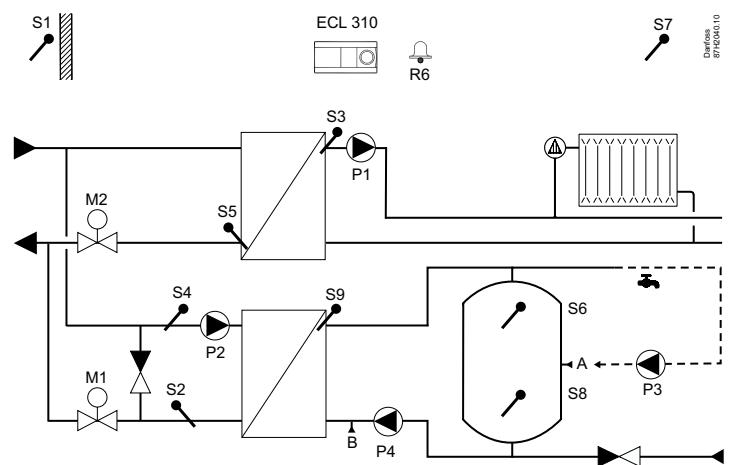 S1
ECL 310
R6
S7
Danfoss
87H2040.10
S3
P1
M2
S5
S4
P2
S9
S6
A
P3
S8
M1
S2
B
P4